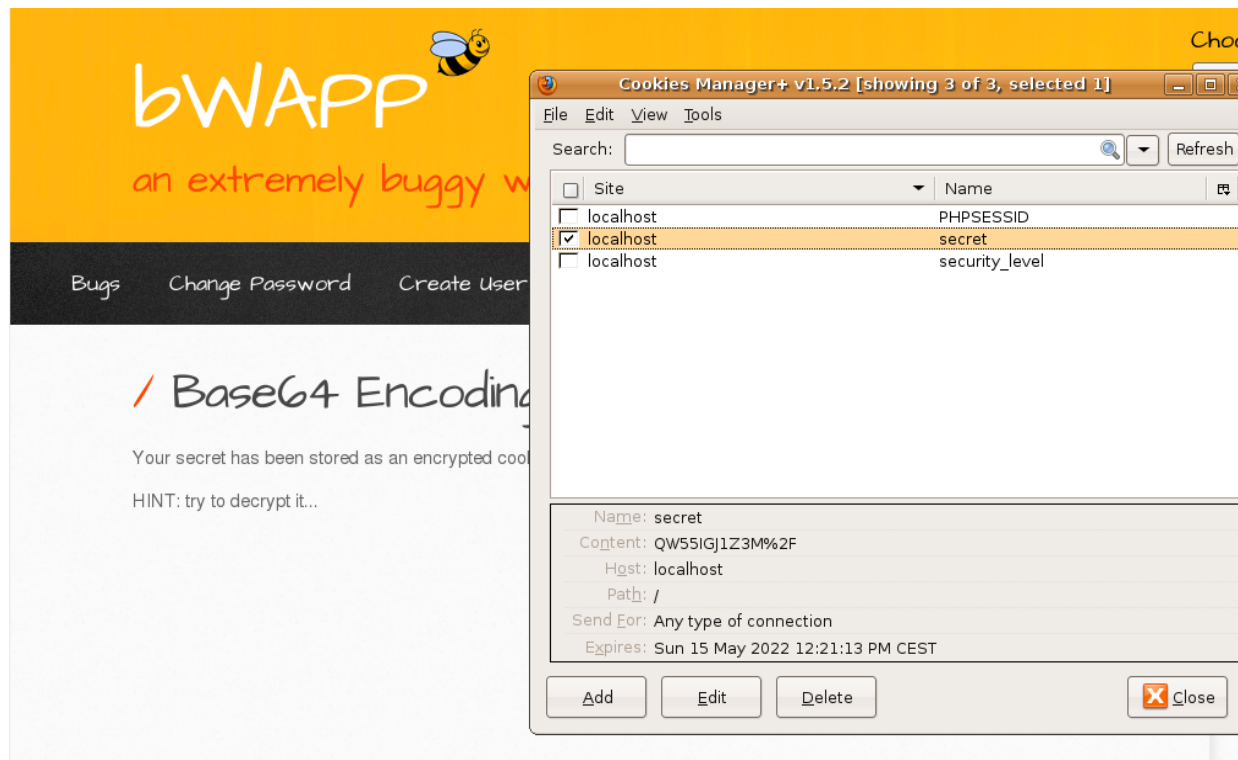 bWAPP
an extremely buggy w
Choo
Bugs Change Password Create User
/ Base64 Encoding
Your secret has been stored as an encrypted cool
HINT: try to decrypt it...
Cookies Manager+ v1.5.2 [showing 3 of 3, selected 1]
File Edit View Tools
Search: Refresh
Site Name
localhost PHPSESSID
localhost secret
localhost security_level
Name: secret
Content: QW55IGJ1Z3M%2F
Host: localhost
Path: /
Send For: Any type of connection
Expires: Sun 15 May 2022 12:21:13 PM CEST
Add Edit Delete Close